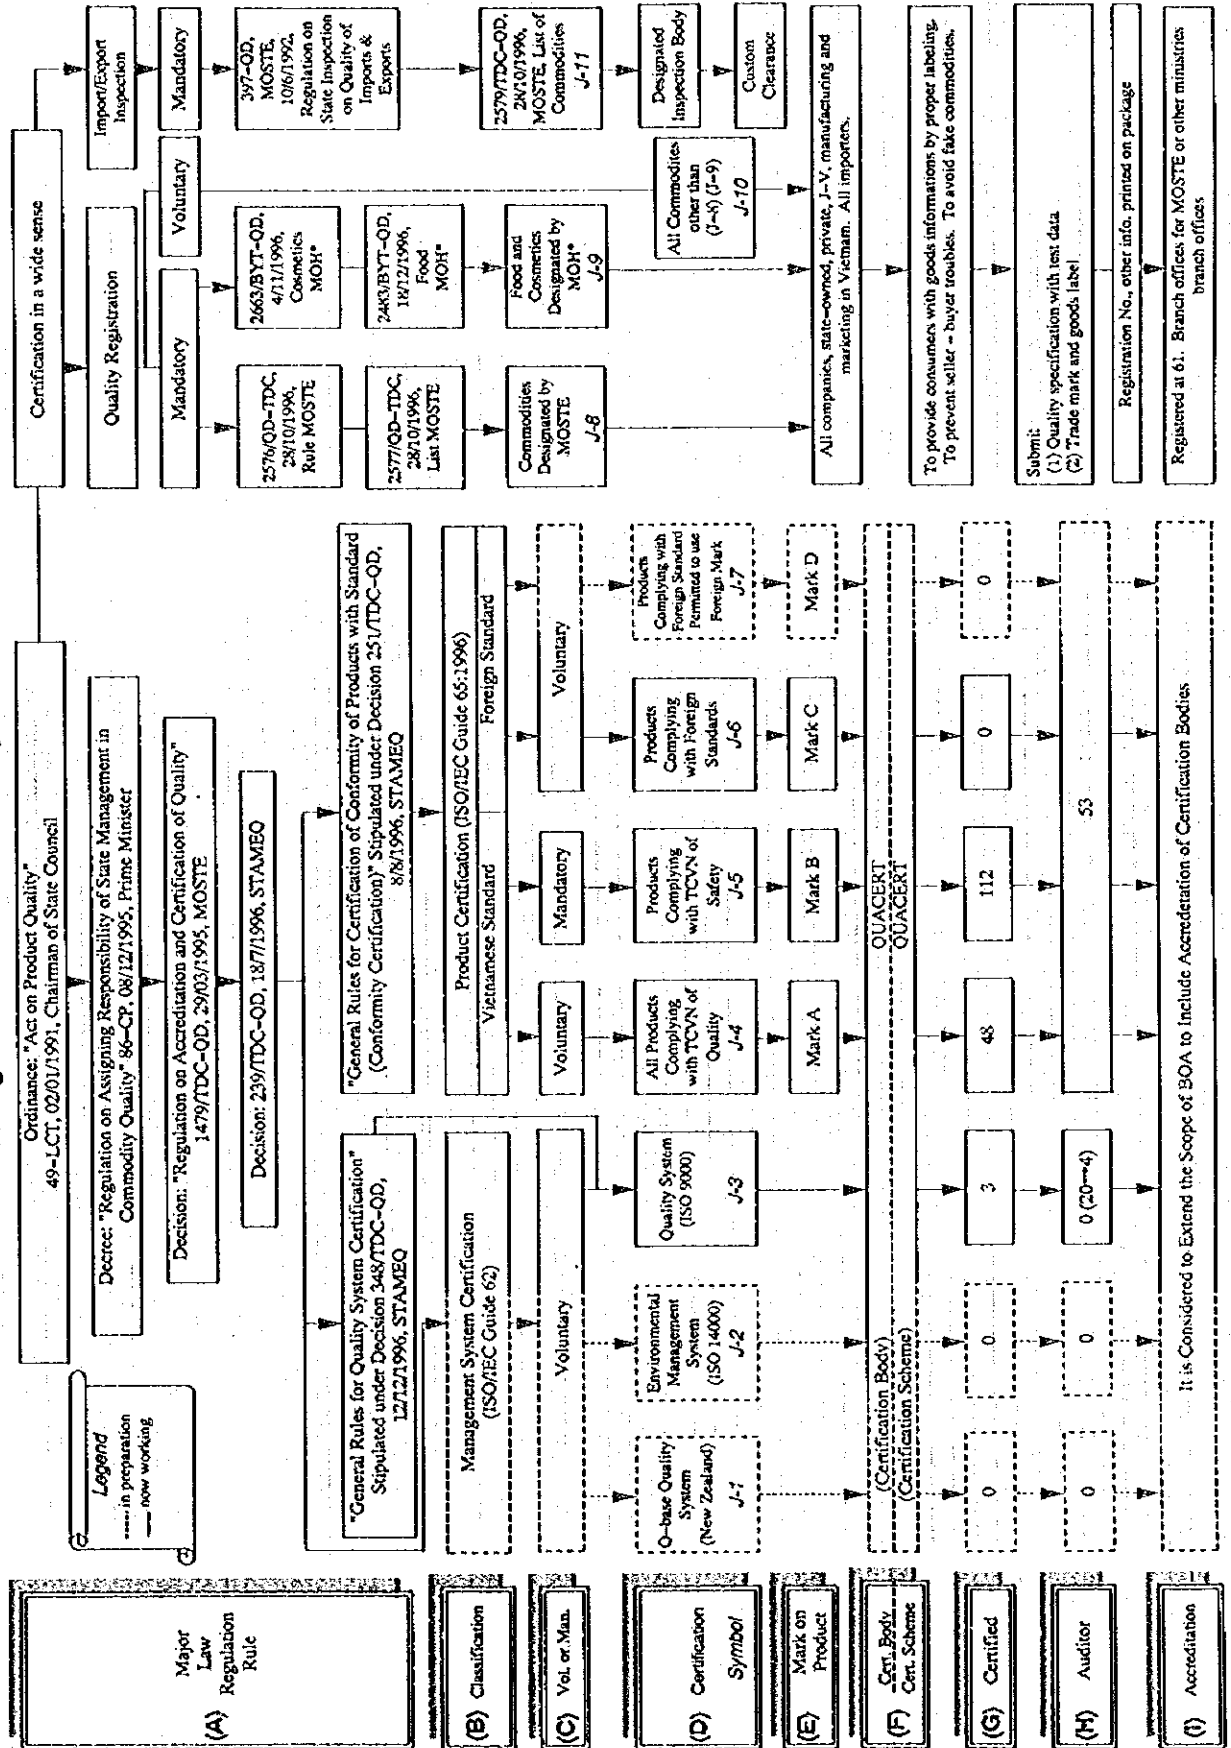 Legend
in preparation
now working
(A) Major
Law
Regulation
Rule
(B) Classification
(C) Vol. or Man.
(D) Certification
Symbol
(E) Mark on
Product
(F) Cert. Body
Cert. Scheme
(G) Certified
(H) Auditor
(I) Accreditation
Ordinance: "Act on Product Quality"
49-LCT, 02/01/1991, Chairman of State Council
Decree: "Regulation on Assigning Responsibility of State Management in
Commodity Quality" 86-CP, 08/12/1995, Prime Minister
Decision: "Regulation on Accreditation and Certification of Quality"
1479/TDC-QD, 29/03/1995, MOSTE
Decision: 239/TDC-QD, 18/7/1996, STAMEQ
"General Rules for Quality System Certification"
Stipulated under Decision 348/TDC-QD,
12/12/1996, STAMEQ
"General Rules for Certification of Conformity of Products with Standard
(Conformity Certification)" Stipulated under Decision 251/TDC-QD,
8/8/1996, STAMEQ
Management System Certification
(ISO/IEC Guide 62)
Product Certification (ISO/IEC Guide 65:1996)
Vietnamese Standard
Foreign Standard
Voluntary
Voluntary
Mandatory
Voluntary
Q-base Quality
System
(New Zealand)
J-1
Environmental
Management
System
(ISO 14000)
J-2
Quality System
(ISO 9000)
J-3
All Products
Complying
with TCVN of
Quality
J-4
Products
Complying
with TCVN of
Safety
J-5
Products
Complying
with Foreign
Standards
J-6
Products
Complying with
Foreign Standard
Permitted to use
Foreign Mark
J-7
Mark A
Mark B
Mark C
Mark D
(Certification Body)
QUACERT
(Certification Scheme)
QUACERT
0
0
3
48
112
0
0
0
0
0 (20→4)
53
It is Considered to Extend the Scope of BOA to Include Accredetation of Certification Bodies
Certification in a wide sense
Quality Registration
Import/Export
Inspection
Mandatory
Voluntary
Mandatory
2576/QD-TDC,
28/10/1996,
Rule MOSTE
2663/BYT-QD,
4/11/1996,
Cosmetics
MOH*
397-QD,
MOSTE,
10/6/1992,
Regulation on
State Inspection
on Quality of
Imports &
Exports
2577/QD-TDC,
28/10/1996,
List MOSTE
2483/BYT-QD,
18/12/1996,
Food
MOH*
2579/TDC-QD,
28/10/1996,
MOSTE, List of
Commodities
J-11
Commodities
Designated by
MOSTE
J-8
Food and
Cosmetics
Designated by
MOH*
J-9
All Commodites
other than
(J-8) (J-9)
J-10
Designated
Inspection Body
Custom
Clearance
All companies, state-owned, private, J-V, manufacturing and
marketing in Vietnam. All importers.
To provide consumers with goods informations by proper labeling.
To prevent seller - buyer troubles. To avoid fake commodities.
Submit:
(1) Quality specification with test data
(2) Trade mark and goods label
Registration No., other info. printed on package
Registered at 61. Branch offices for MOSTE or other ministries
branch offices